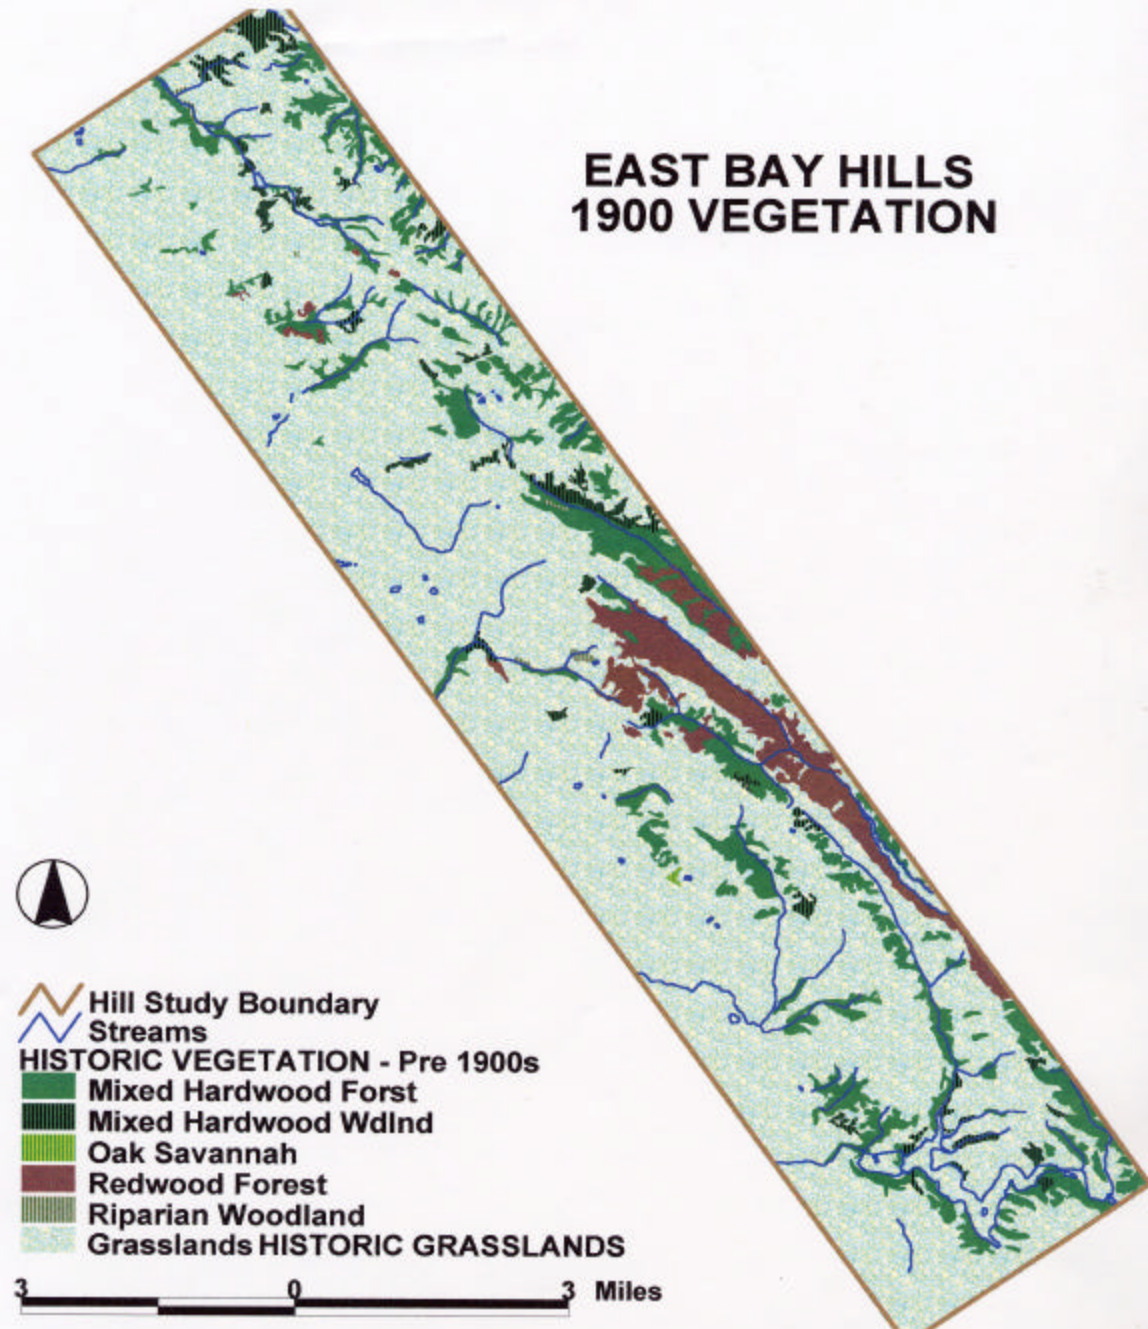 EAST BAY HILLS
1900 VEGETATION
Hill Study Boundary
Streams
HISTORIC VEGETATION - Pre 1900s
Mixed Hardwood Forst
Mixed Hardwood Wdlnd
Oak Savannah
Redwood Forest
Riparian Woodland
Grasslands HISTORIC GRASSLANDS
3 0 3 Miles